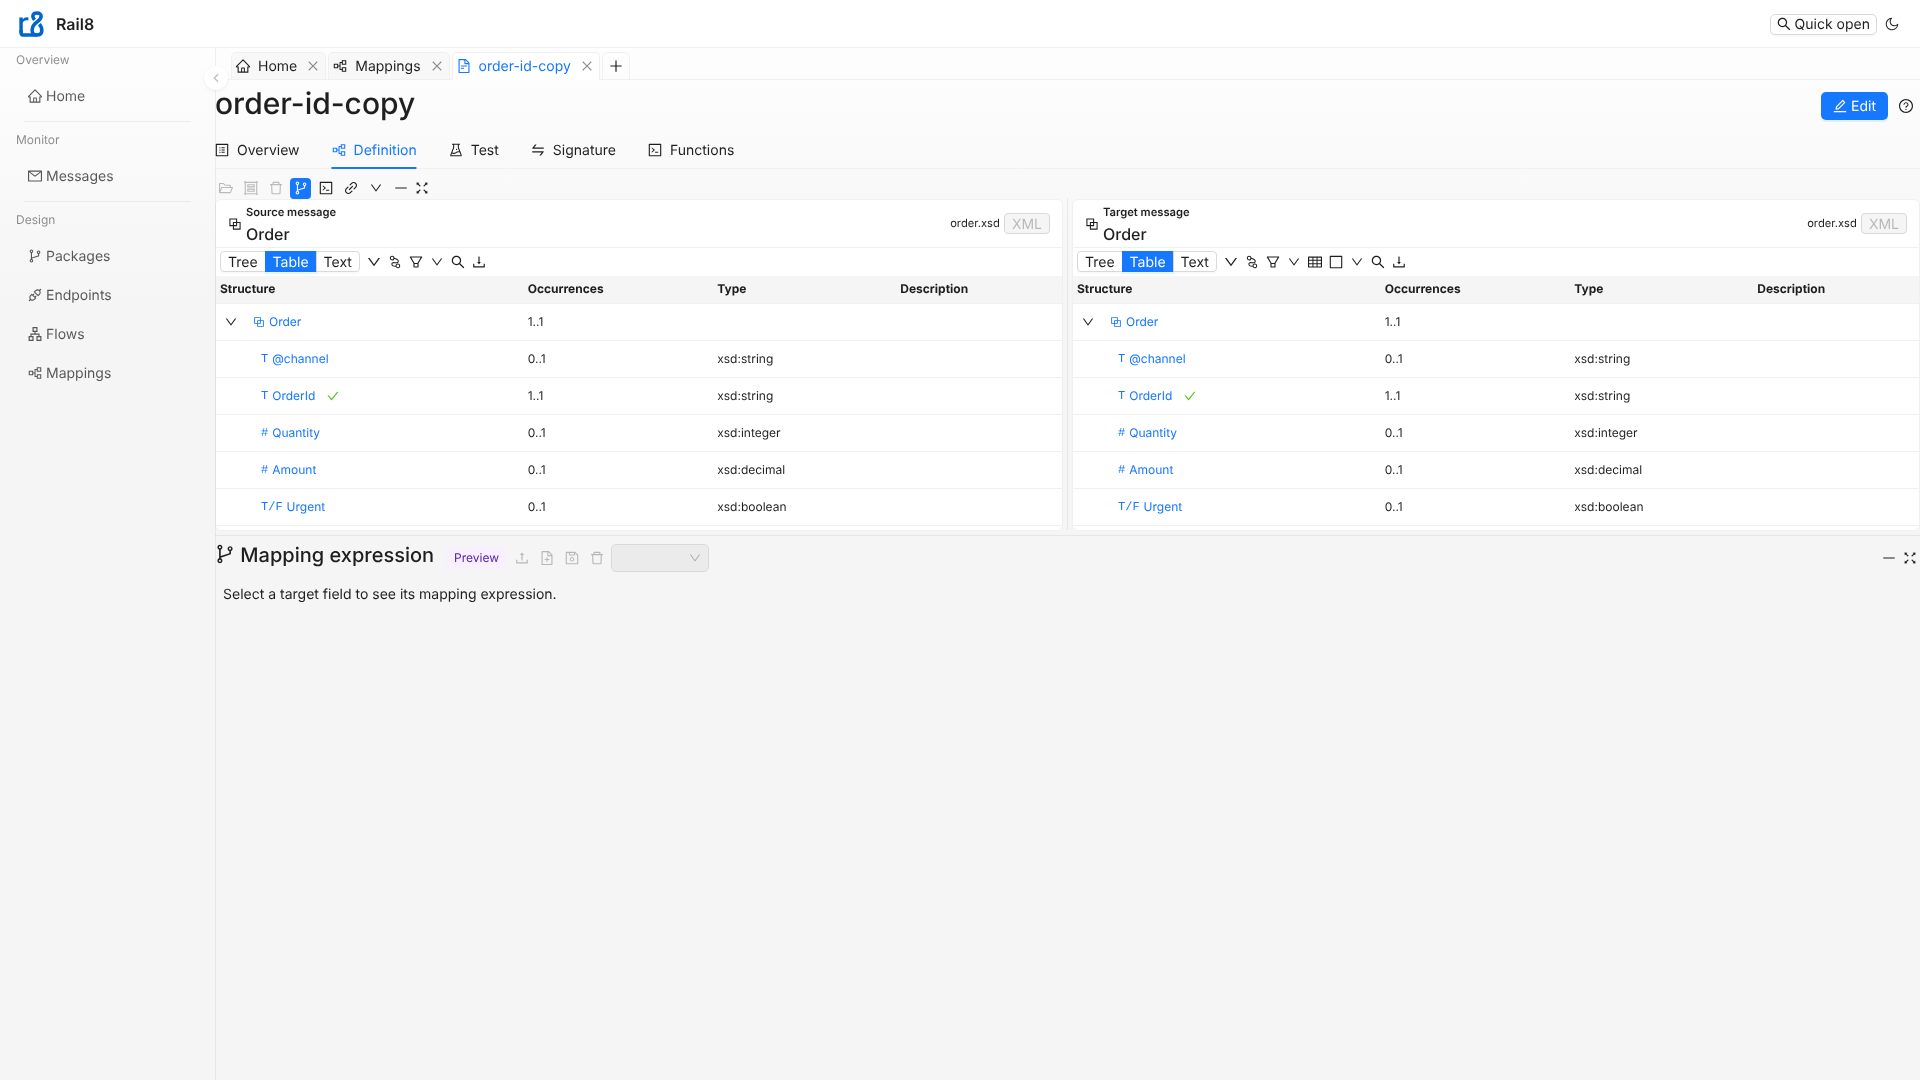 Rail8
Quick open
Overview
Home
Monitor
Messages
Design
Packages
Endpoints
Flows
Mappings
Home
Mappings
order-id-copy
order-id-copy
Edit
Overview
Definition
Test
Signature
Functions
Source message
Order
order.xsd XML
Tree Table Text
Structure Occurrences Type Description
Order 1..1
T @channel 0..1 xsd:string
T OrderId 1..1 xsd:string
# Quantity 0..1 xsd:integer
# Amount 0..1 xsd:decimal
T/F Urgent 0..1 xsd:boolean
Target message
Order
order.xsd XML
Tree Table Text
Structure Occurrences Type Description
Order 1..1
T @channel 0..1 xsd:string
T OrderId 1..1 xsd:string
# Quantity 0..1 xsd:integer
# Amount 0..1 xsd:decimal
T/F Urgent 0..1 xsd:boolean
Mapping expression Preview
Select a target field to see its mapping expression.